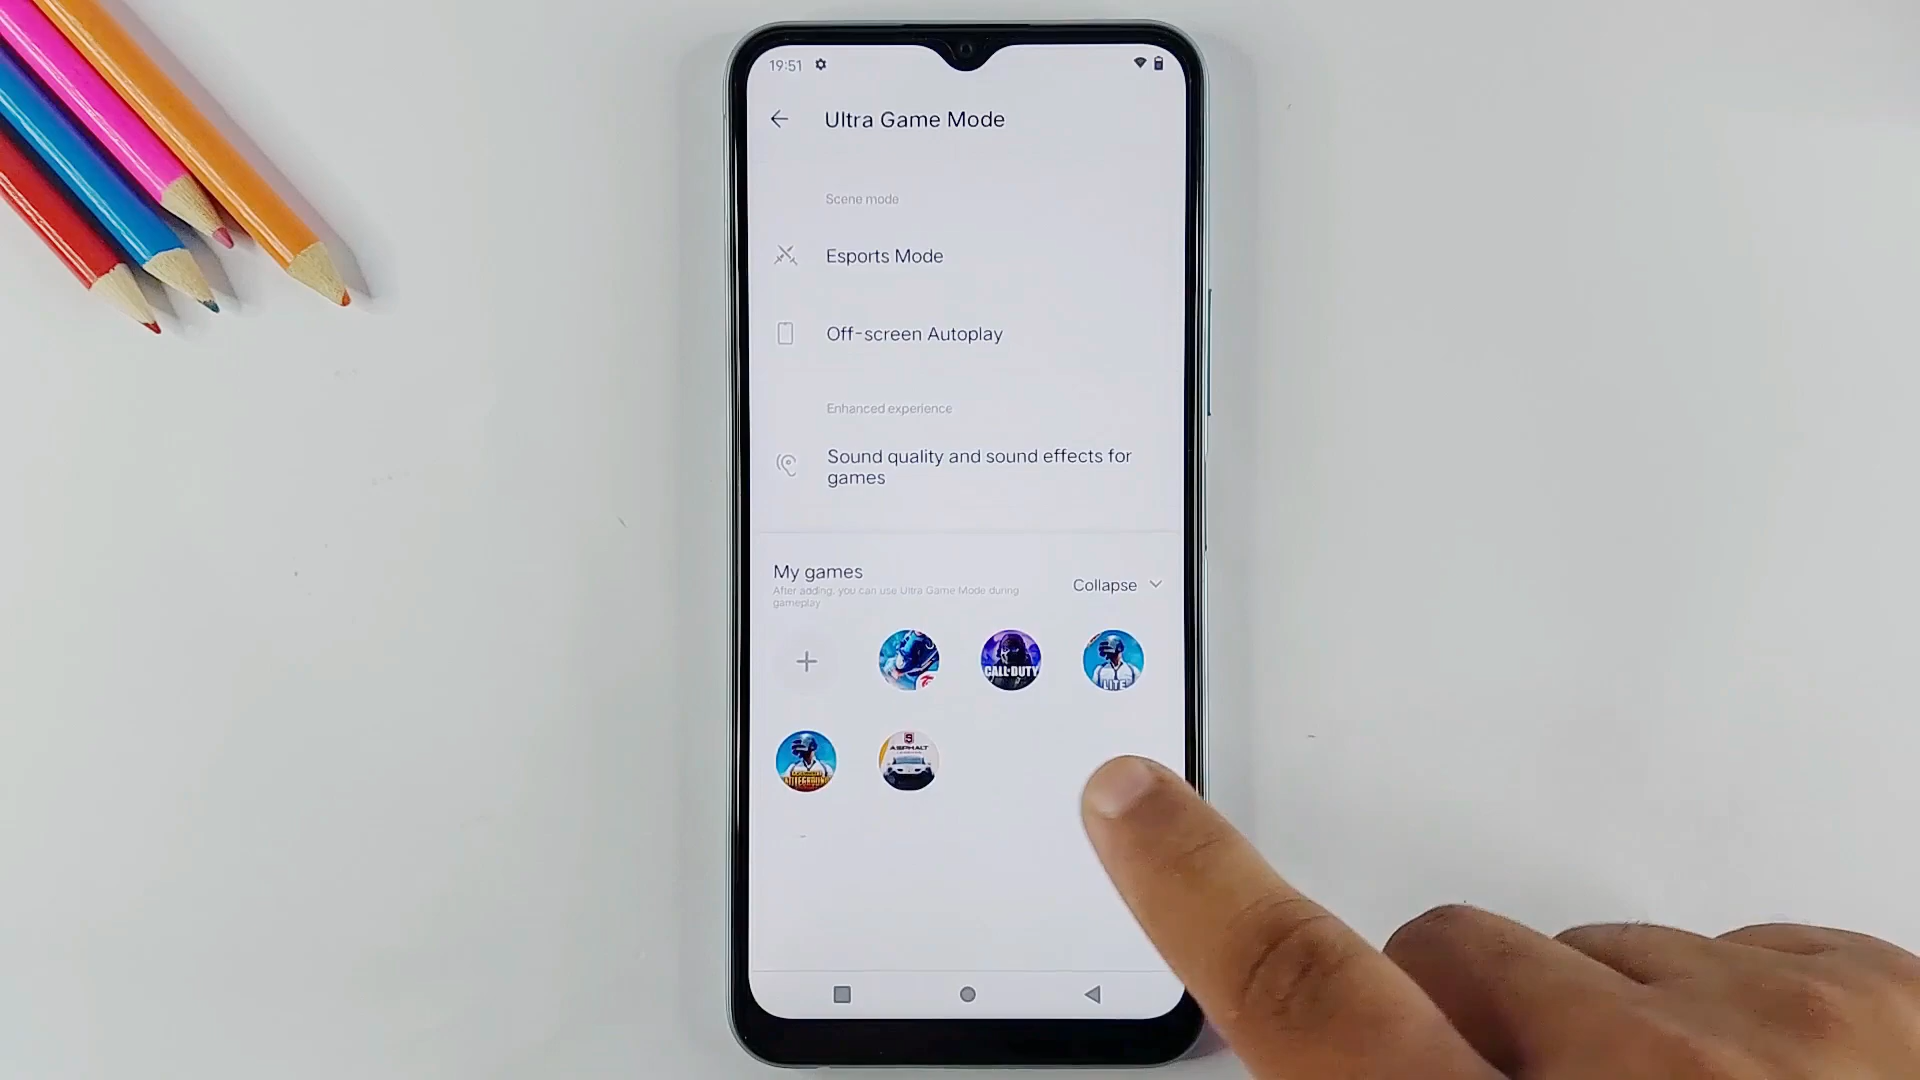 19:51
Ultra Game Mode
Scene mode
Esports Mode
Off-screen Autoplay
Enhanced experience
Sound quality and sound effects for
games
My games
Collapse
After adding, you can use Ultra Game Mode during
gameplay
CALL·DUTY
LITE
9
ASPHALT